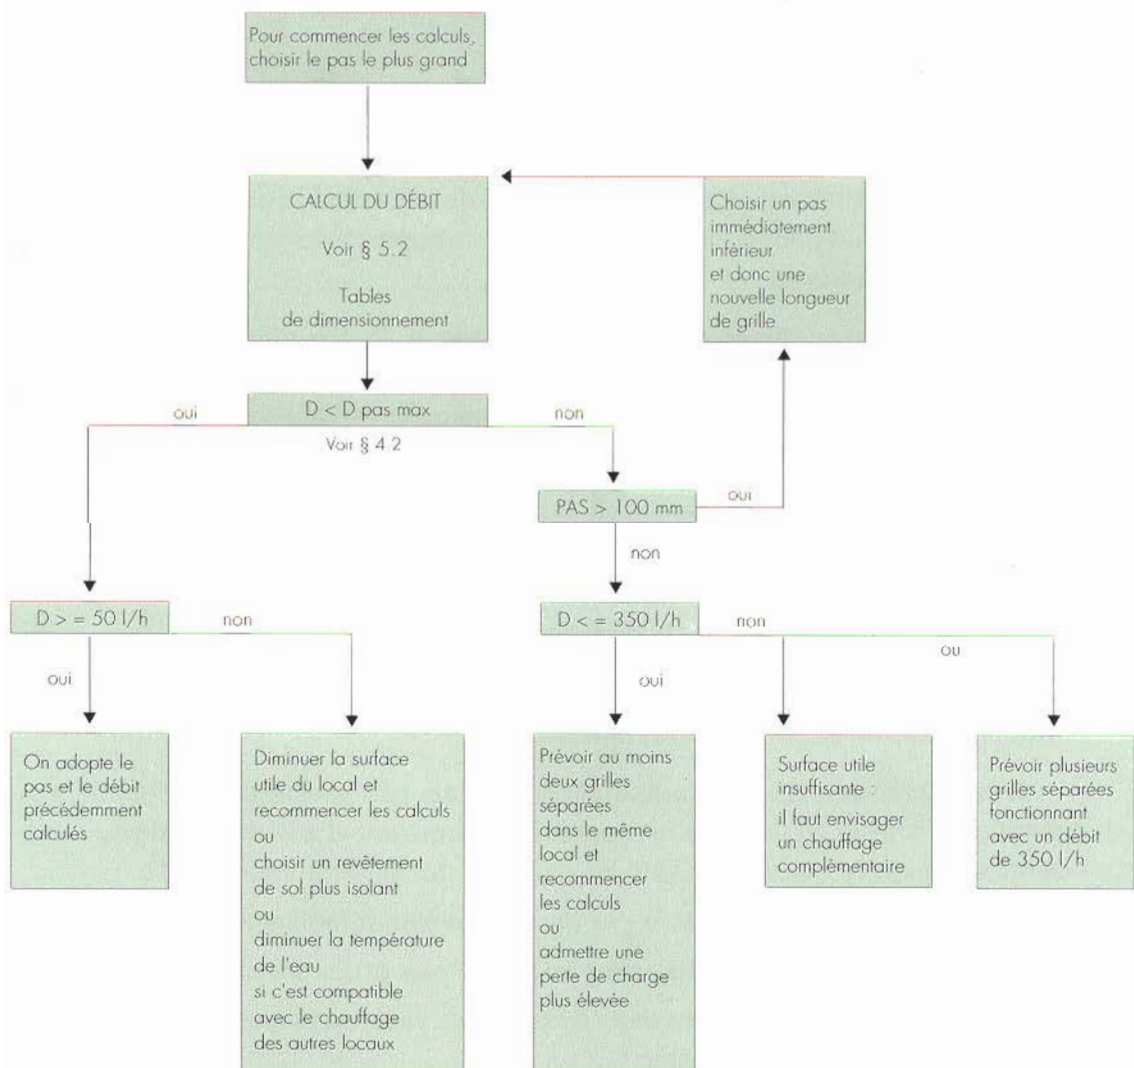 Pour commencer les calculs,
choisir le pas le plus grand
CALCUL DU DÉBIT
Voir § 5.2
Tables
de dimensionnement
Choisir un pas
immédiatement
inférieur
et donc une
nouvelle longueur
de grille
oui
D < D pas max
non
Voir § 4.2
PAS > 100 mm
oui
non
D > = 50 l/h
non
oui
D < = 350 l/h
non
ou
oui
On adopte le
pas et le débit
précédemment
calculés
Diminuer la surface
utile du local et
recommencer les calculs
ou
choisir un revêtement
de sol plus isolant
ou
diminuer la température
de l'eau
si c'est compatible
avec le chauffage
des autres locaux
Prévoir au moins
deux grilles
séparées
dans le même
local et
recommencer
les calculs
ou
admettre une
perte de charge
plus élevée
Surface utile
insuffisante :
il faut envisager
un chauffage
complémentaire
Prévoir plusieurs
grilles séparées
fonctionnant
avec un débit
de 350 l/h